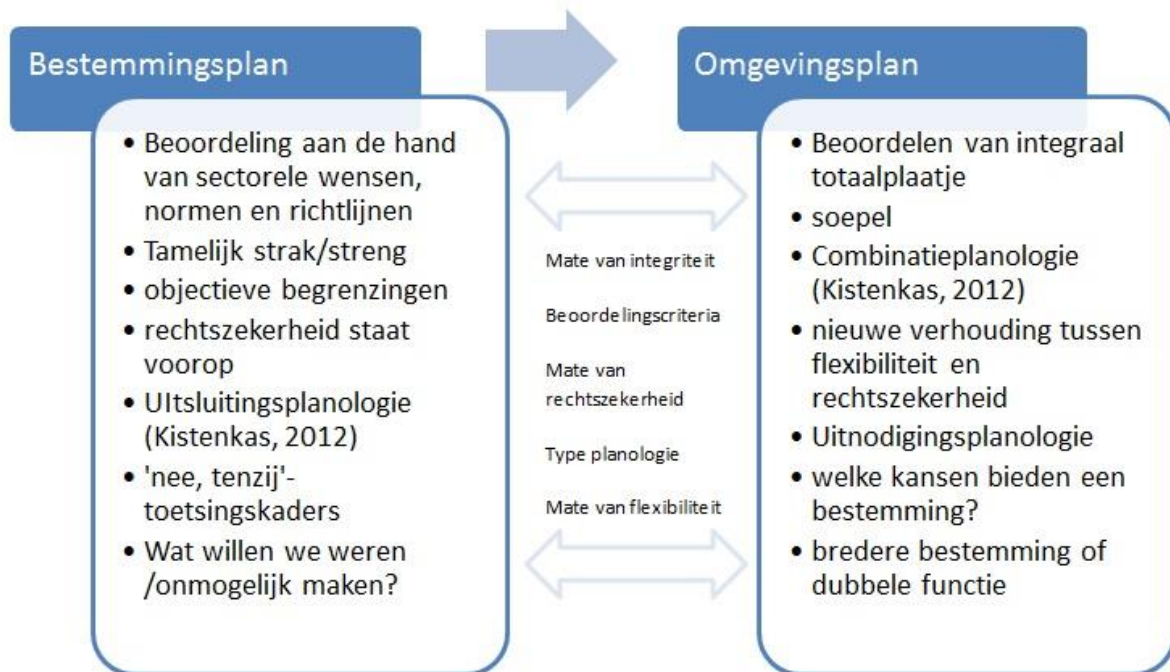 Bestemmingsplan
• Beoordeling aan de hand
van sectorele wensen,
normen en richtlijnen
• Tamelijk strak/streng
• objectieve begrenzingen
• rechtszekerheid staat
voorop
• UItsluitingsplanologie
(Kistenkas, 2012)
• 'nee, tenzij'-
toetsingskaders
• Wat willen we weren
/onmogelijk maken?
Mate van integriteit
Beoordelingscriteria
Mate van
rechtszekerheid
Type planologie
Mate van flexibiliteit
Omgevingsplan
• Beoordelen van integraal
totaalplaatje
• soepel
• Combinatieplanologie
(Kistenkas, 2012)
• nieuwe verhouding tussen
flexibiliteit en
rechtszekerheid
• Uitnodigingsplanologie
• welke kansen bieden een
bestemming?
• bredere bestemming of
dubbele functie